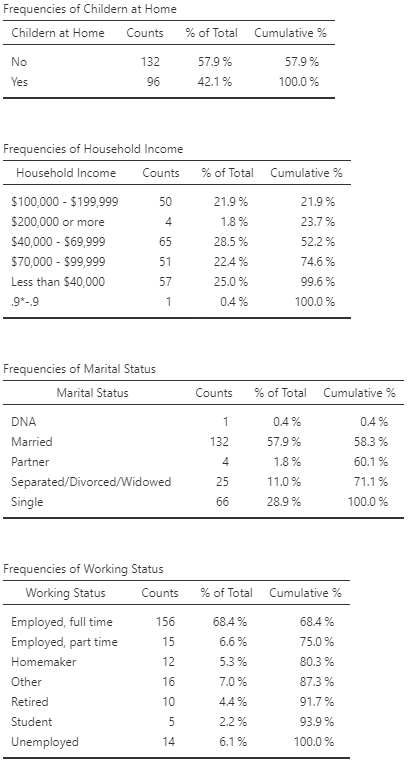 Frequencies of Childern at Home
Childern at Home Counts % of Total Cumulative %
No 132 57.9 % 57.9 %
Yes 96 42.1 % 100.0 %
Frequencies of Household Income
Household Income Counts % of Total Cumulative %
$100,000 - $199,999 50 21.9 % 21.9 %
$200,000 or more 4 1.8 % 23.7 %
$40,000 - $69,999 65 28.5 % 52.2 %
$70,000 - $99,999 51 22.4 % 74.6 %
Less than $40,000 57 25.0 % 99.6 %
.9*-.9 1 0.4 % 100.0 %
Frequencies of Marital Status
Marital Status Counts % of Total Cumulative %
DNA 1 0.4 % 0.4 %
Married 132 57.9 % 58.3 %
Partner 4 1.8 % 60.1 %
Separated/Divorced/Widowed 25 11.0 % 71.1 %
Single 66 28.9 % 100.0 %
Frequencies of Working Status
Working Status Counts % of Total Cumulative %
Employed, full time 156 68.4 % 68.4 %
Employed, part time 15 6.6 % 75.0 %
Homemaker 12 5.3 % 80.3 %
Other 16 7.0 % 87.3 %
Retired 10 4.4 % 91.7 %
Student 5 2.2 % 93.9 %
Unemployed 14 6.1 % 100.0 %